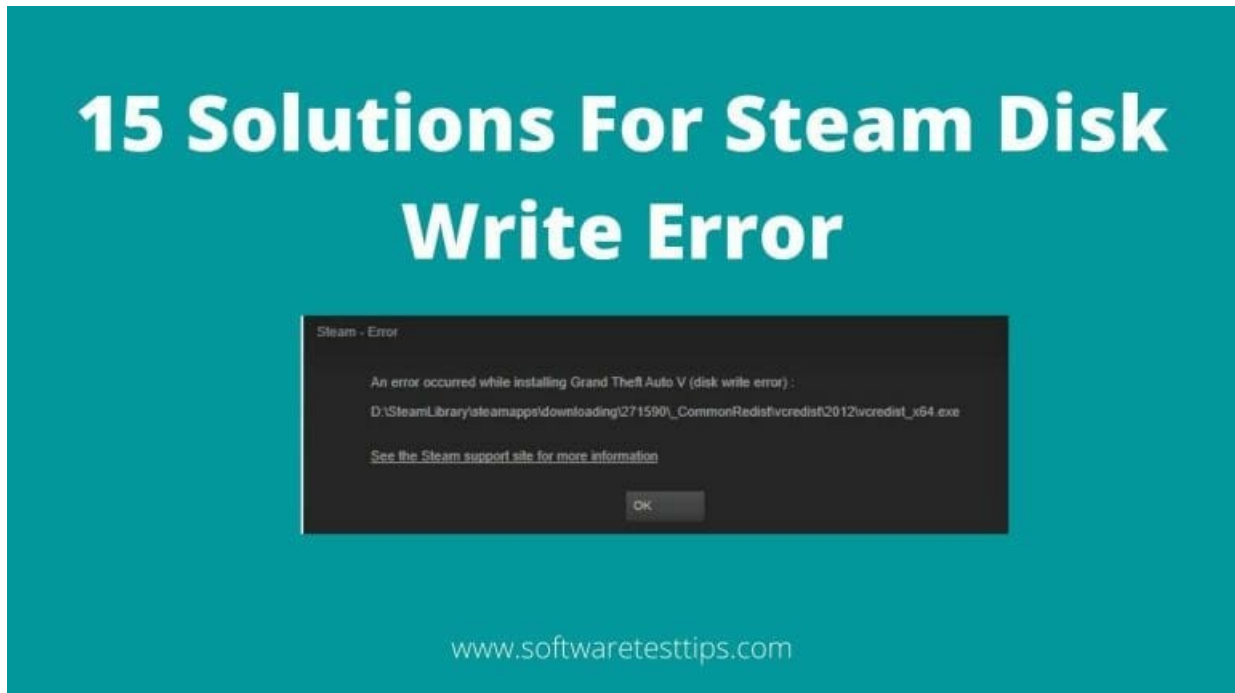 15 Solutions For Steam Disk
Write Error
Steam - Error
An error occurred while installing Grand Theft Auto V (disk write error) :
D:\SteamLibrary\steamapps\downloading\271590\_CommonRedist\vcredist\2012\vcredist_x64.exe
See the Steam support site for more information
OK
www.softwaretesttips.com